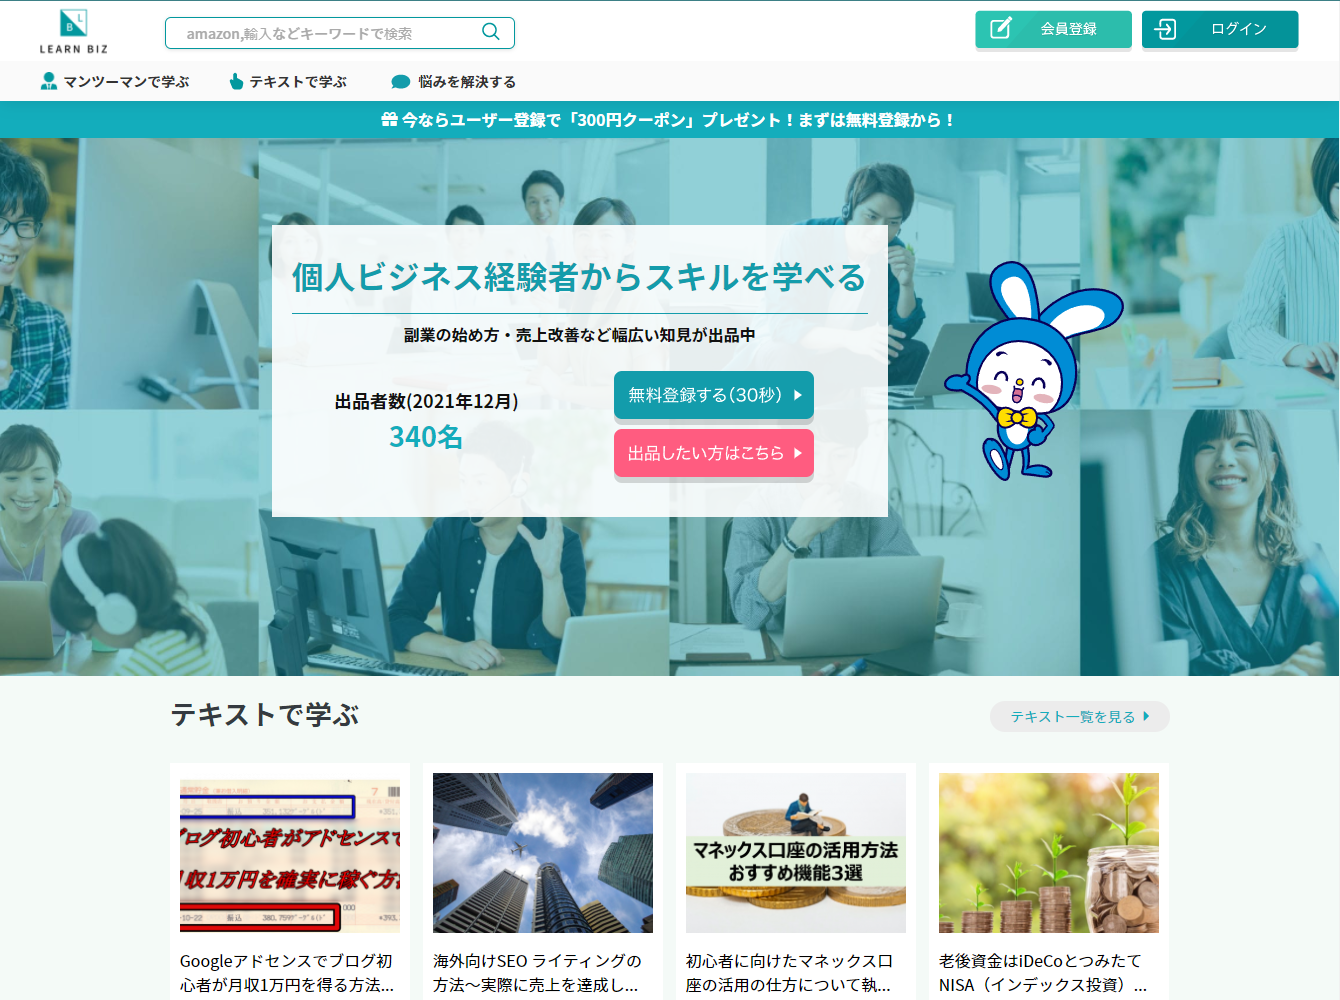 B L
LEARN BIZ
amazon,輸入などキーワードで検索
会員登録
ログイン
マンツーマンで学ぶ
テキストで学ぶ
悩みを解決する
今ならユーザー登録で「300円クーポン」プレゼント！まずは無料登録から！
個人ビジネス経験者からスキルを学べる
副業の始め方・売上改善など幅広い知見が出品中
出品者数(2021年12月)
340名
無料登録する(30秒)
出品したい方はこちら
テキストで学ぶ
テキスト一覧を見る
ログ初心者がアドセンスで
収1万円を確実に稼ぐ方
-10-22 振込
マネックス口座の活用方法
おすすめ機能3選
Googleアドセンスでブログ初
心者が月収1万円を得る方法...
海外向けSEO ライティングの
方法～実際に売上を達成し...
初心者に向けたマネックス口
座の活用の仕方について執...
老後資金はiDeCoとつみたて
NISA（インデックス投資）...